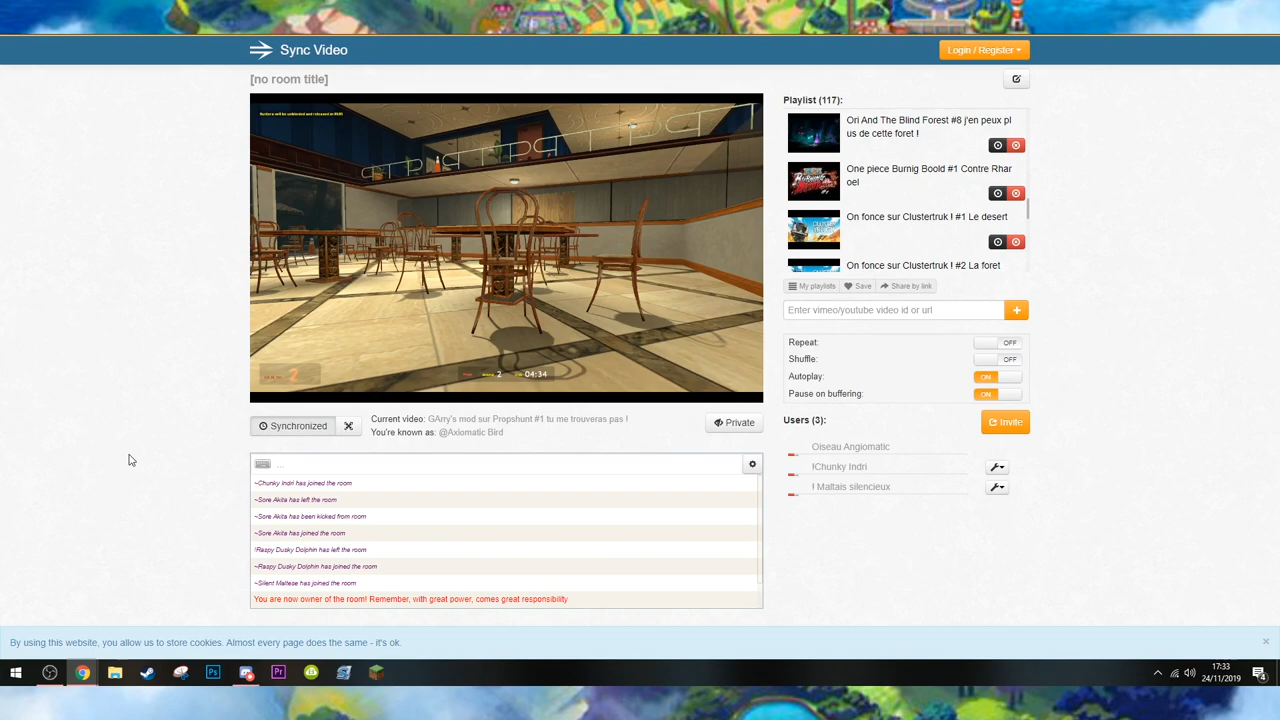 Sync Video
Login / Register
[no room title]
Playlist (117):
Ori And The Blind Forest #8 j'en peux pl
us de cette foret !
One piece Burnig Boold #1 Contre Rhar
oel
On fonce sur Clustertruk ! #1 Le desert
On fonce sur Clustertruk ! #2 La foret
My playlists Save Share by link
Enter vimeo/youtube video id or url
Repeat: OFF
Shuffle: OFF
Autoplay: ON
Pause on buffering: ON
2 04:34
Synchronized
Current video: GArry's mod sur Propshunt #1 tu me trouveras pas !
You're known as: @Axiomatic Bird
Private
Users (3):
Invite
Oiseau Angiomatic
!Chunky Indri
! Maltais silencieux
...
~Chunky Indri has joined the room
~Sore Akita has left the room
~Sore Akita has been kicked from room
~Sore Akita has joined the room
!Raspy Dusky Dolphin has left the room
~Raspy Dusky Dolphin has joined the room
~Silent Maltese has joined the room
You are now owner of the room! Remember, with great power, comes great responsibility
By using this website, you allow us to store cookies. Almost every page does the same - it's ok.
Ps
Pr
17:33
24/11/2019
4